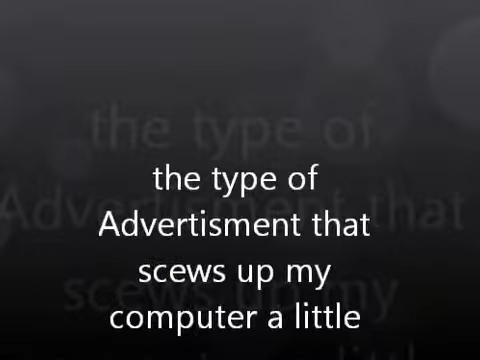 the type of
Advertisment that
scews up my
computer a little